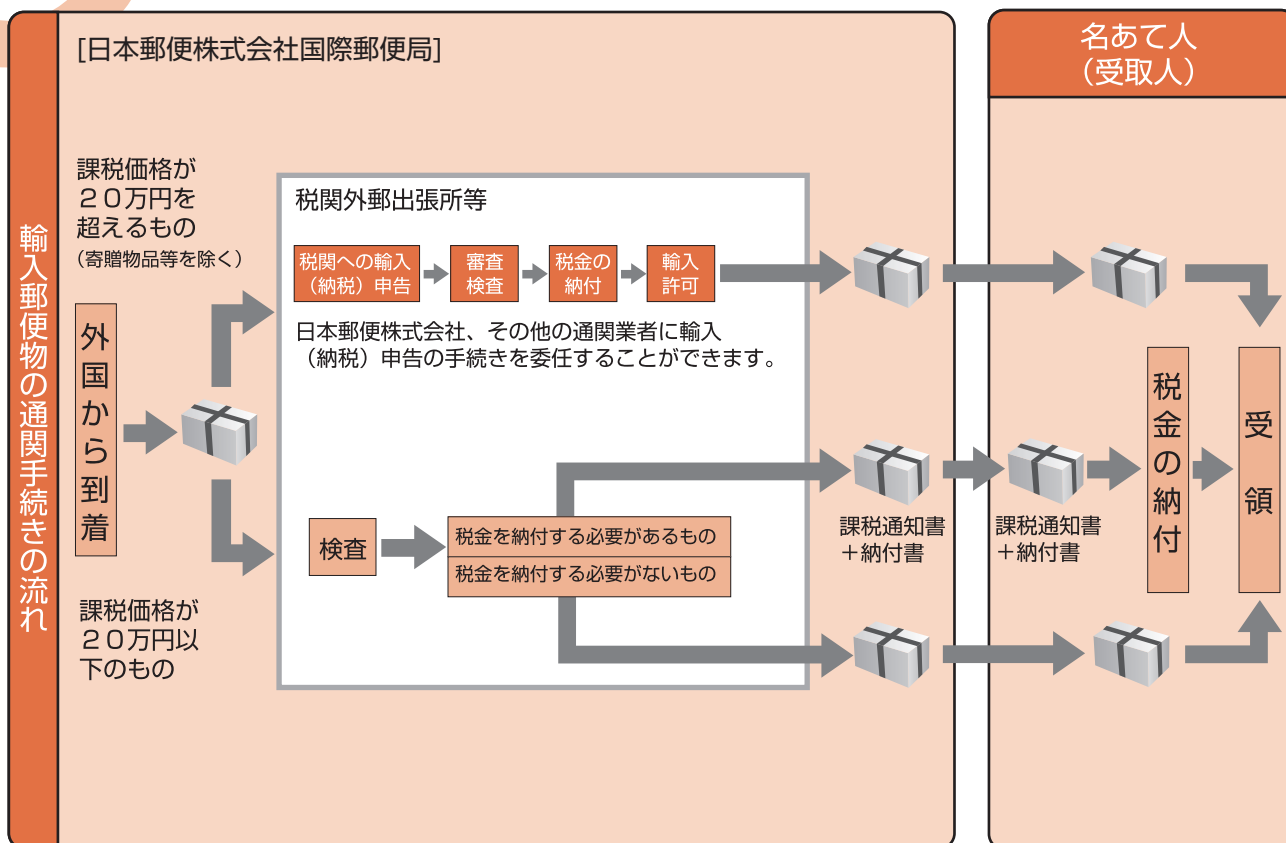 輸入郵便物の通関手続きの流れ
[日本郵便株式会社国際郵便局]
課税価格が
20万円を
超えるもの
(寄贈物品等を除く)
外国から到着
課税価格が
20万円以
下のもの
税関外郵出張所等
税関への輸入
(納税)申告
審査
検査
税金の
納付
輸入
許可
日本郵便株式会社、その他の通関業者に輸入
(納税)申告の手続きを委任することができます。
検査
税金を納付する必要があるもの
税金を納付する必要がないもの
課税通知書
+納付書
名あて人
(受取人)
課税通知書
+納付書
税金の納付
受領